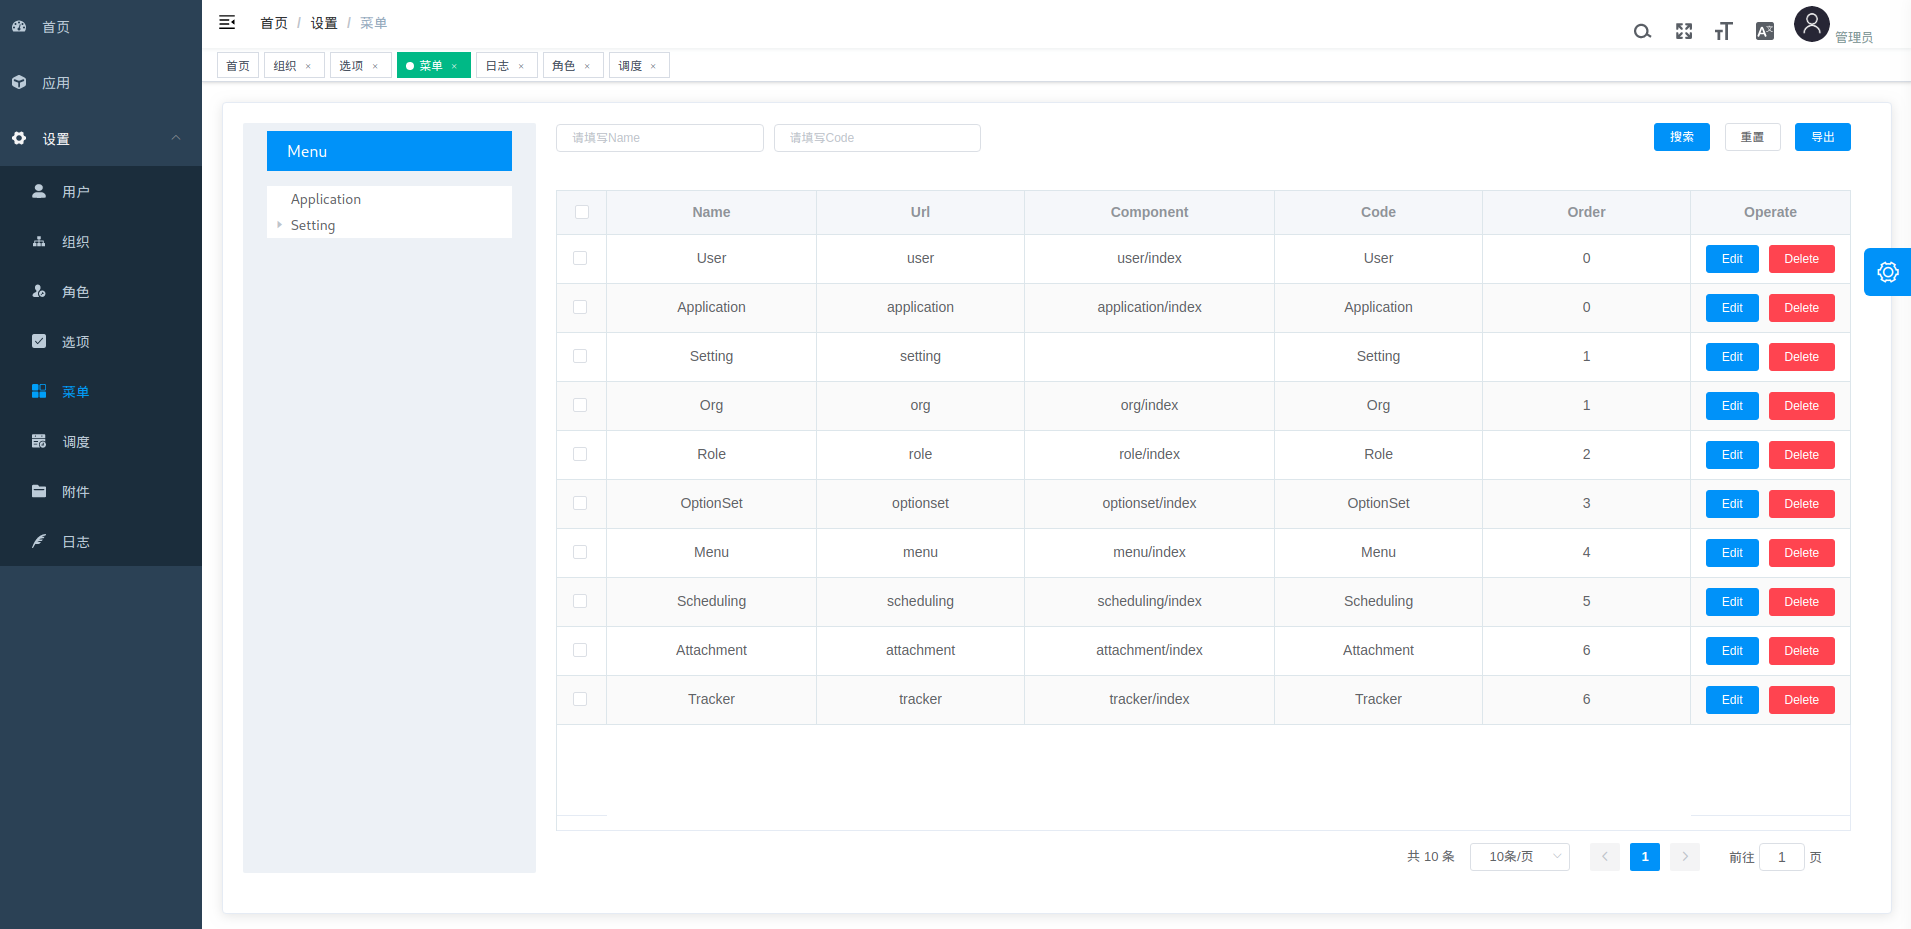 首页
应用
设置
用户
组织
角色
选项
菜单
调度
附件
日志
首页 / 设置 / 菜单
管理员
首页 组织 × 选项 × 菜单 × 日志 × 角色 × 调度 ×
Menu
Application
Setting
请填写Name 请填写Code 搜索 重置 导出
Name Url Component Code Order Operate
User user user/index User 0 Edit Delete
Application application application/index Application 0 Edit Delete
Setting setting Setting 1 Edit Delete
Org org org/index Org 1 Edit Delete
Role role role/index Role 2 Edit Delete
OptionSet optionset optionset/index OptionSet 3 Edit Delete
Menu menu menu/index Menu 4 Edit Delete
Scheduling scheduling scheduling/index Scheduling 5 Edit Delete
Attachment attachment attachment/index Attachment 6 Edit Delete
Tracker tracker tracker/index Tracker 6 Edit Delete
共 10 条 10条/页 1 前往 1 页